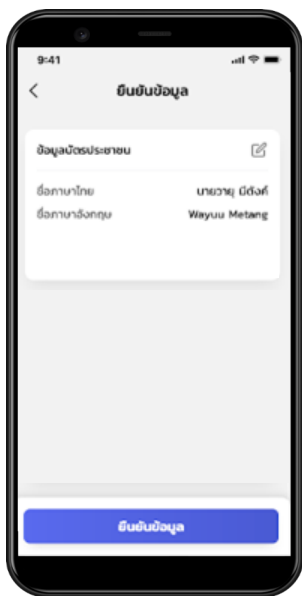 9:41
ยืนยันข้อมูล
ข้อมูลบัตรประชาชน
ชื่อภาษาไทย นายวายุ มีตังค์
ชื่อภาษาอังกฤษ Wayuu Metang
ยืนยันข้อมูล